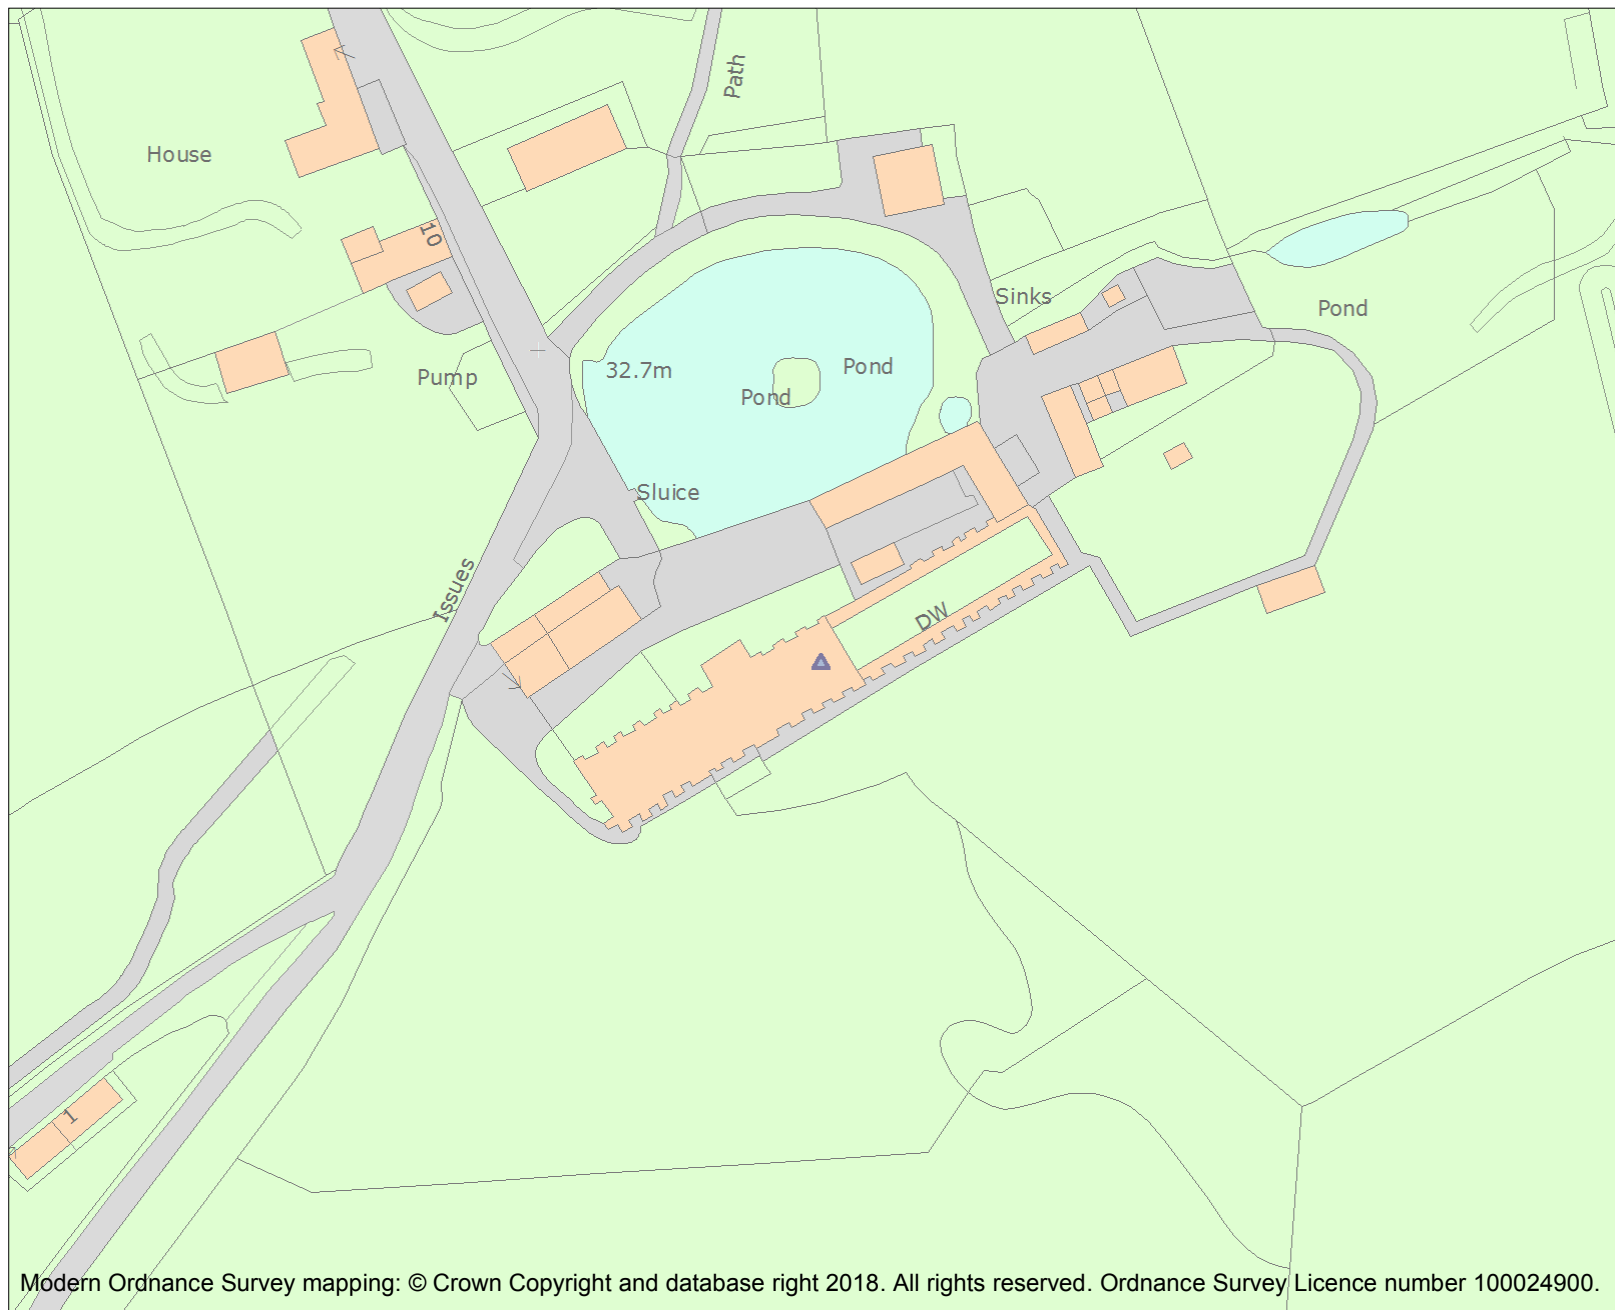 Path
House
10
Sinks
Pond
Pump
32.7m
Pond
Pond
Sluice
Issues
DW
1
Modern Ordnance Survey mapping: © Crown Copyright and database right 2018. All rights reserved. Ordnance Survey Licence number 100024900.